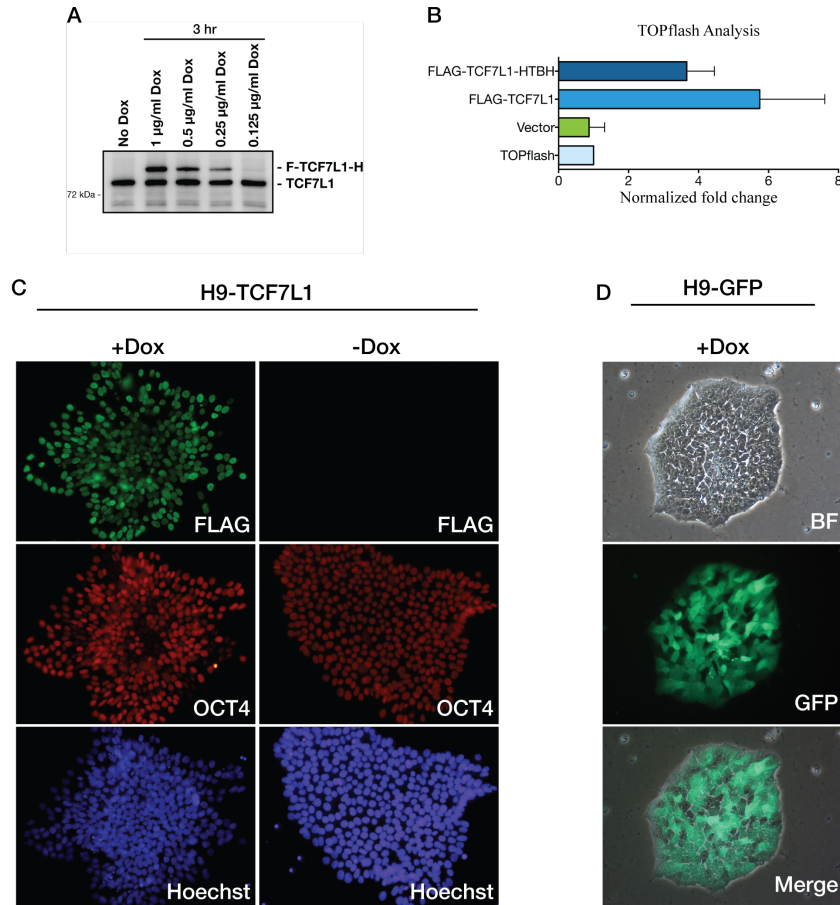 A
3 hr
No Dox
1 µg/ml Dox
0.5 µg/ml Dox
0.25 µg/ml Dox
0.125 µg/ml Dox
- F-TCF7L1-H
- TCF7L1
72 kDa -
B
TOPflash Analysis
FLAG-TCF7L1-HTBH
FLAG-TCF7L1
Vector
TOPflash
0 2 4 6 8
Normalized fold change
C
H9-TCF7L1
+Dox -Dox
FLAG FLAG
OCT4 OCT4
Hoechst Hoechst
D
H9-GFP
+Dox
BF
GFP
Merge